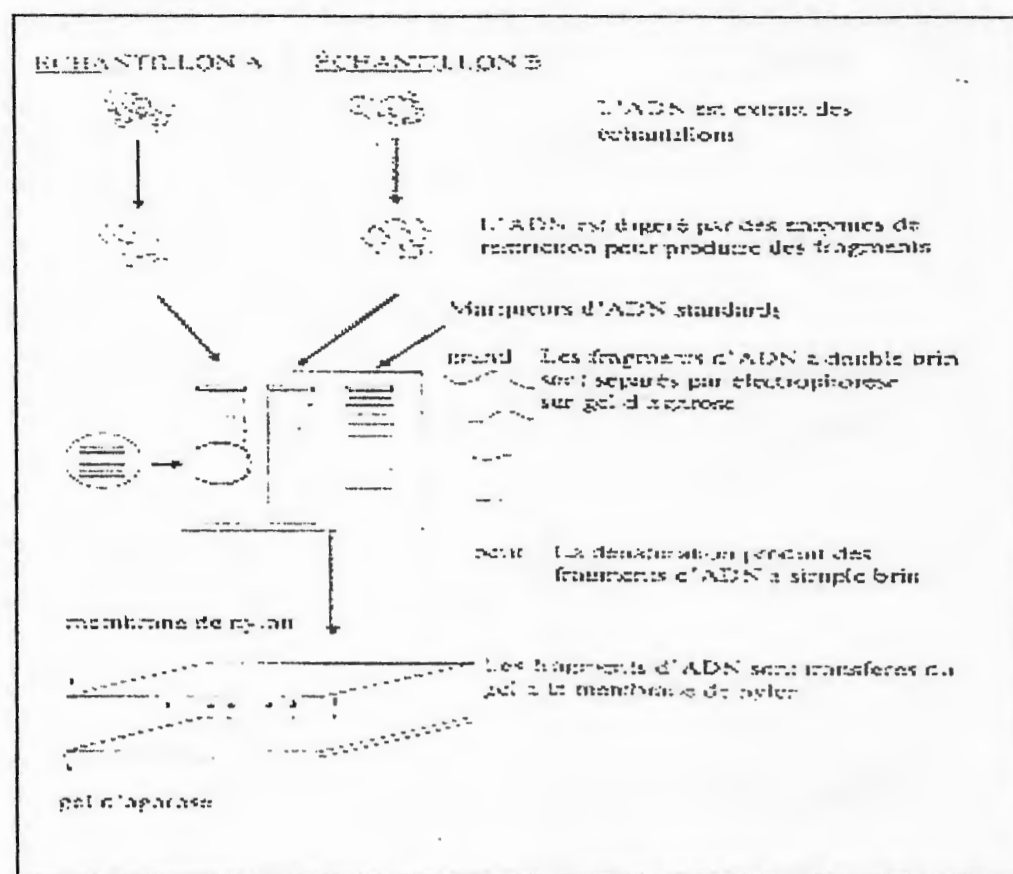 ECHANTILLON A ÉCHANTILLON B
L'ADN est extrait des
échantillons
L'ADN est digéré par des enzymes de
restriction pour produire des fragments
Marqueurs d'ADN standards
grand Les fragments d'ADN à double brin
sont séparés par électrophorèse
sur gel d'agarose
petit La dénaturation produit des
fragments d'ADN à simple brin
membrane de nylon
Les fragments d'ADN sont transférés du
gel à la membrane de nylon
gel d'agarose